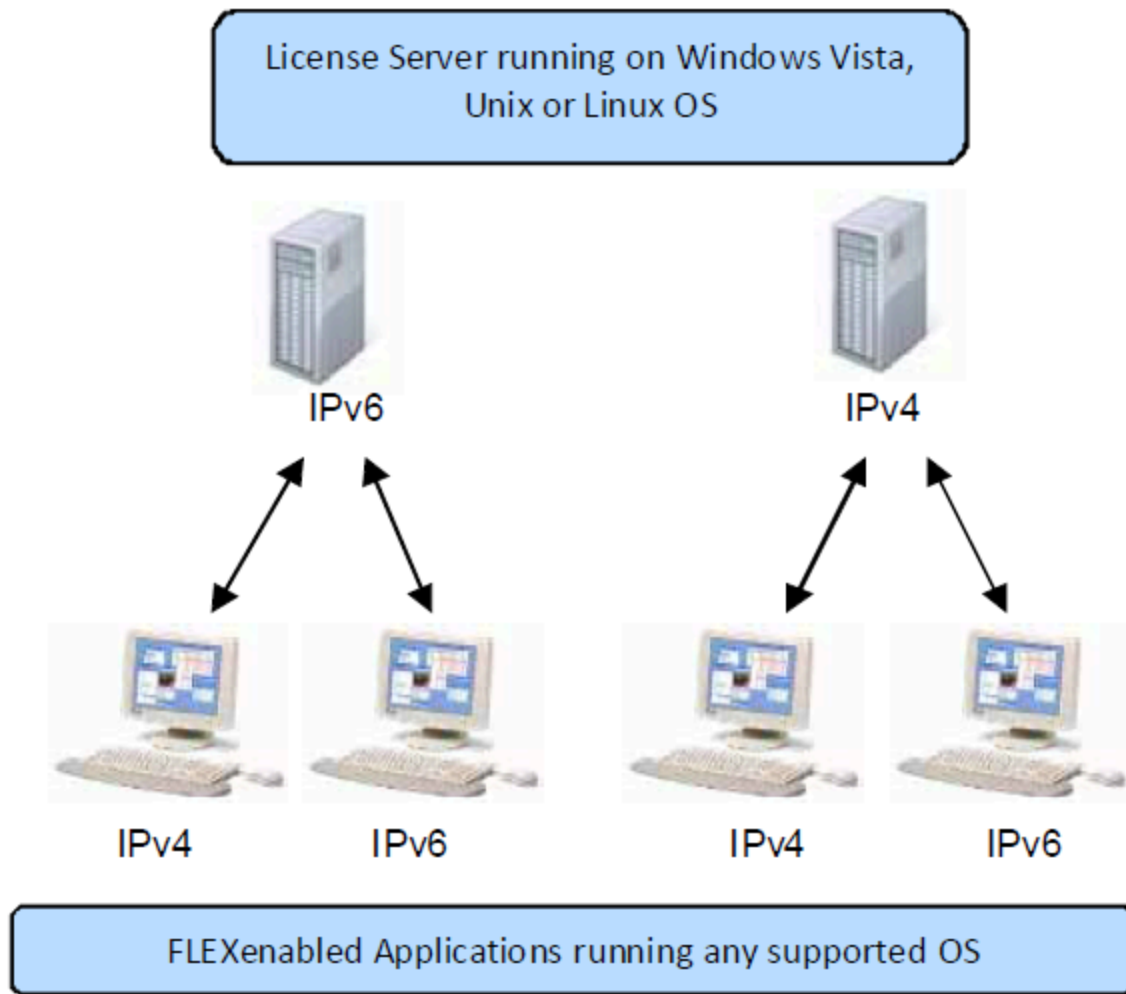 License Server running on Windows Vista,
Unix or Linux OS
IPv6
IPv4
IPv4
IPv6
IPv4
IPv6
FLEXenabled Applications running any supported OS